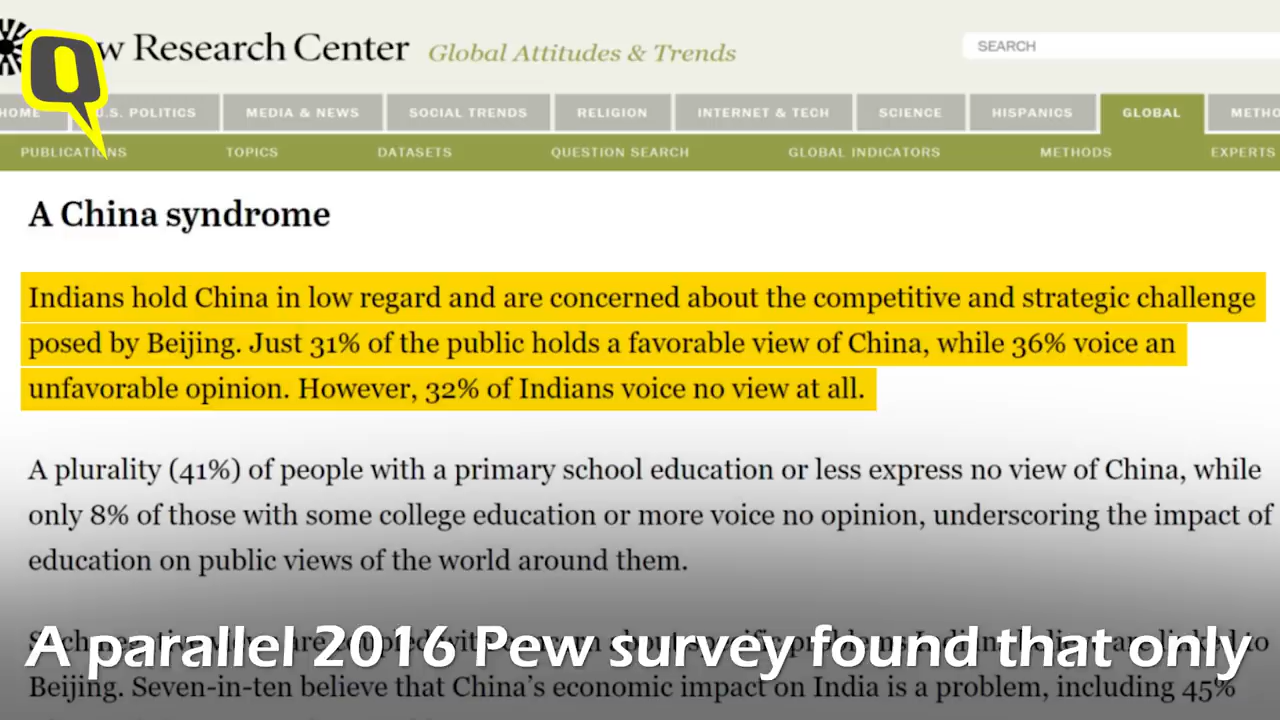 Research Center Global Attitudes & Trends
SEARCH
HOME U.S. POLITICS MEDIA & NEWS SOCIAL TRENDS RELIGION INTERNET & TECH SCIENCE HISPANICS GLOBAL
PUBLICATIONS TOPICS DATASETS QUESTION SEARCH GLOBAL INDICATORS METHODS EXPERTS
A China syndrome
Indians hold China in low regard and are concerned about the competitive and strategic challenge
posed by Beijing. Just 31% of the public holds a favorable view of China, while 36% voice an
unfavorable opinion. However, 32% of Indians voice no view at all.
A plurality (41%) of people with a primary school education or less express no view of China, while
only 8% of those with some college education or more voice no opinion, underscoring the impact of
education on public views of the world around them.
A parallel 2016 Pew survey found that only
Beijing. Seven-in-ten believe that China's economic impact on India is a problem, including 45%